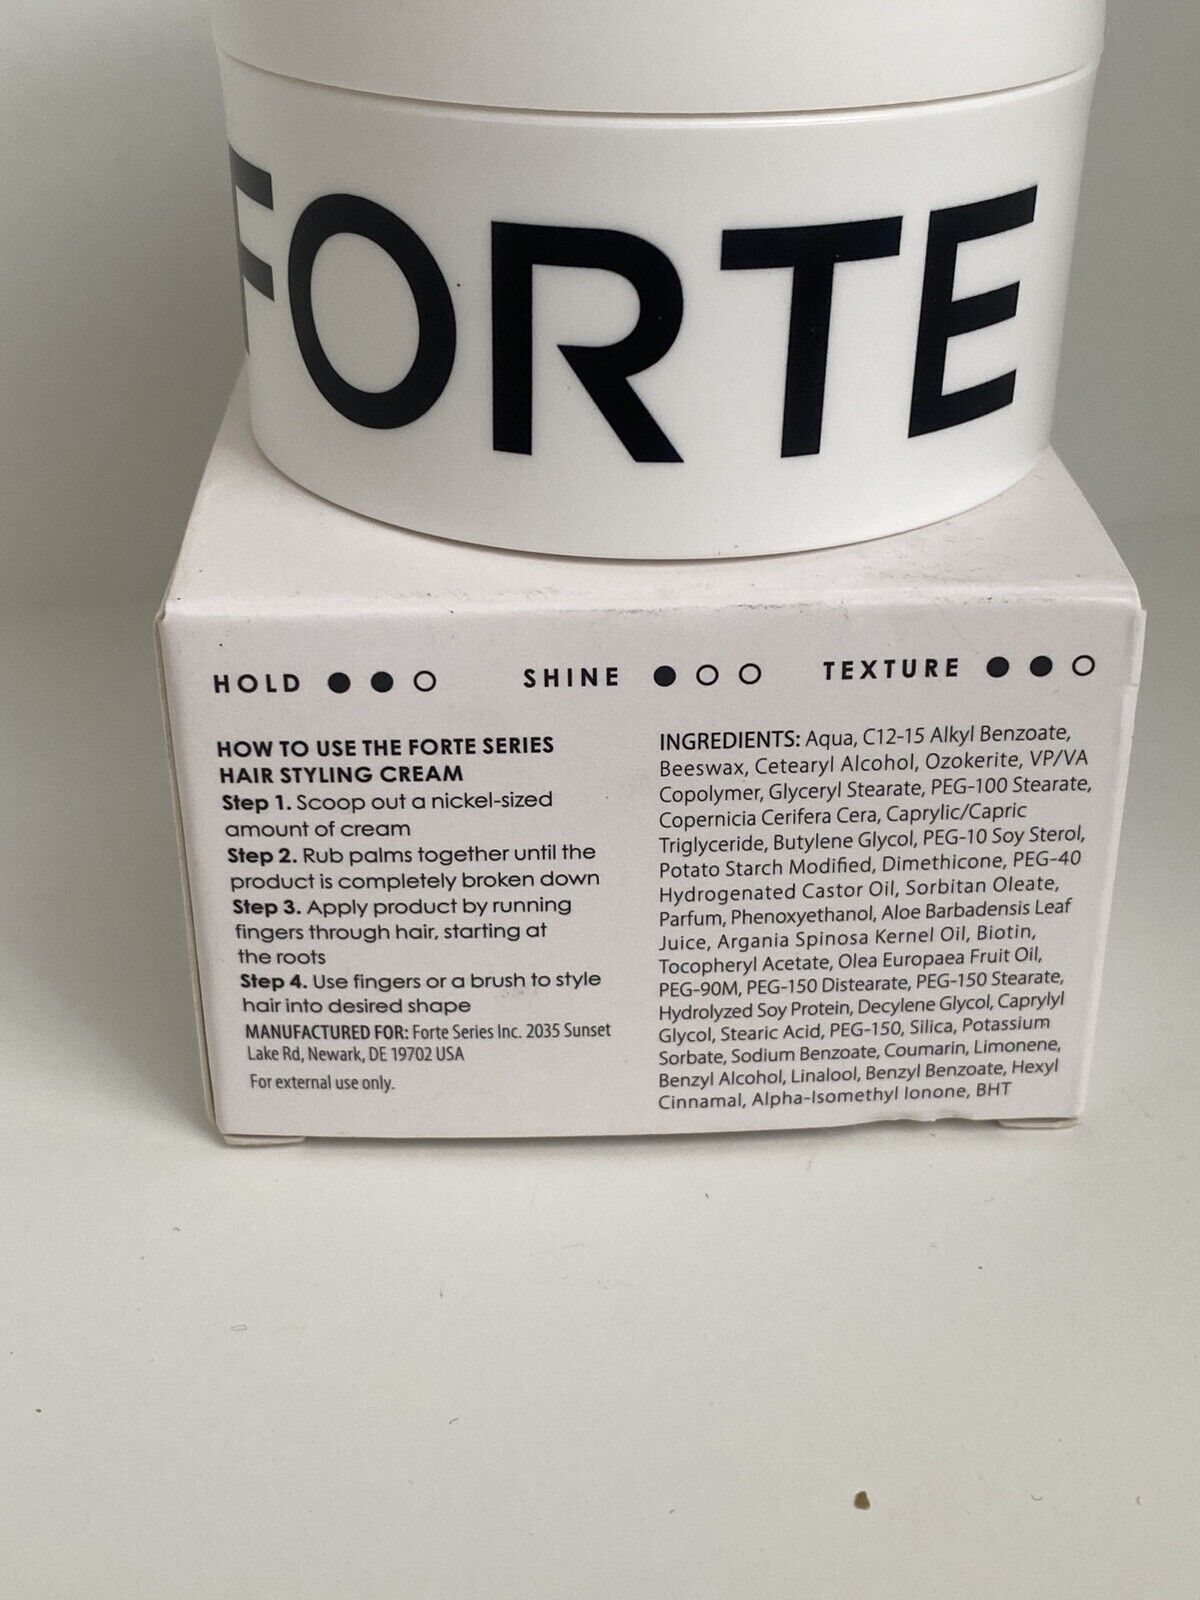 FORTE
HOLD SHINE TEXTURE
HOW TO USE THE FORTE SERIES
HAIR STYLING CREAM
Step 1. Scoop out a nickel-sized
amount of cream
Step 2. Rub palms together until the
product is completely broken down
Step 3. Apply product by running
fingers through hair, starting at
the roots
Step 4. Use fingers or a brush to style
hair into desired shape
MANUFACTURED FOR: Forte Series Inc. 2035 Sunset
Lake Rd, Newark, DE 19702 USA
For external use only.
INGREDIENTS: Aqua, C12-15 Alkyl Benzoate,
Beeswax, Cetearyl Alcohol, Ozokerite, VP/VA
Copolymer, Glyceryl Stearate, PEG-100 Stearate,
Copernicia Cerifera Cera, Caprylic/Capric
Triglyceride, Butylene Glycol, PEG-10 Soy Sterol,
Potato Starch Modified, Dimethicone, PEG-40
Hydrogenated Castor Oil, Sorbitan Oleate,
Parfum, Phenoxyethanol, Aloe Barbadensis Leaf
Juice, Argania Spinosa Kernel Oil, Biotin,
Tocopheryl Acetate, Olea Europaea Fruit Oil,
PEG-90M, PEG-150 Distearate, PEG-150 Stearate,
Hydrolyzed Soy Protein, Decylene Glycol, Caprylyl
Glycol, Stearic Acid, PEG-150, Silica, Potassium
Sorbate, Sodium Benzoate, Coumarin, Limonene,
Benzyl Alcohol, Linalool, Benzyl Benzoate, Hexyl
Cinnamal, Alpha-Isomethyl Ionone, BHT